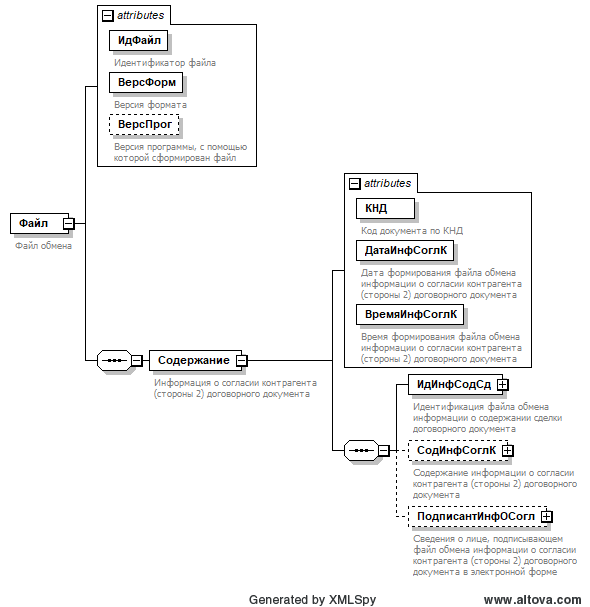 attributes
ИдФайл
Идентификатор файла
ВерсФорм
Версия формата
ВерсПрог
Версия программы, с помощью
которой сформирован файл
Файл
Файл обмена
Содержание
Информация о согласии контрагента
(стороны 2) договорного документа
attributes
КНД
Код документа по КНД
ДатаИнфСоглК
Дата формирования файла обмена
информации о согласии контрагента
(стороны 2) договорного документа
ВремяИнфСоглК
Время формирования файла обмена
информации о согласии контрагента
(стороны 2) договорного документа
ИдИнфСодСд
Идентификация файла обмена
информации о содержании сделки
договорного документа
СодИнфСоглК
Содержание информации о согласии
контрагента (стороны 2) договорного
документа
ПодписантИнфОСогл
Сведения о лице, подписывающем
файл обмена информации о согласии
контрагента (стороны 2) договорного
документа в электронной форме
Generated by XMLSpy
www.altova.com